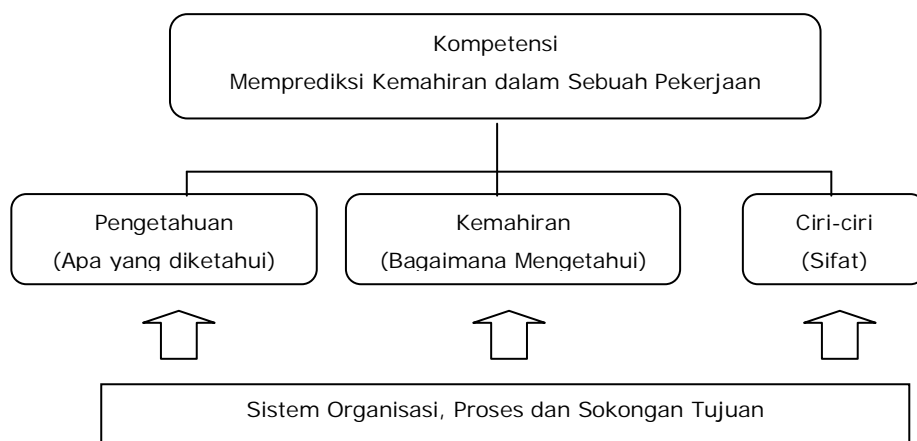 Kompetensi
Memprediksi Kemahiran dalam Sebuah Pekerjaan
Pengetahuan
(Apa yang diketahui)
Kemahiran
(Bagaimana Mengetahui)
Ciri-ciri
(Sifat)
Sistem Organisasi, Proses dan Sokongan Tujuan